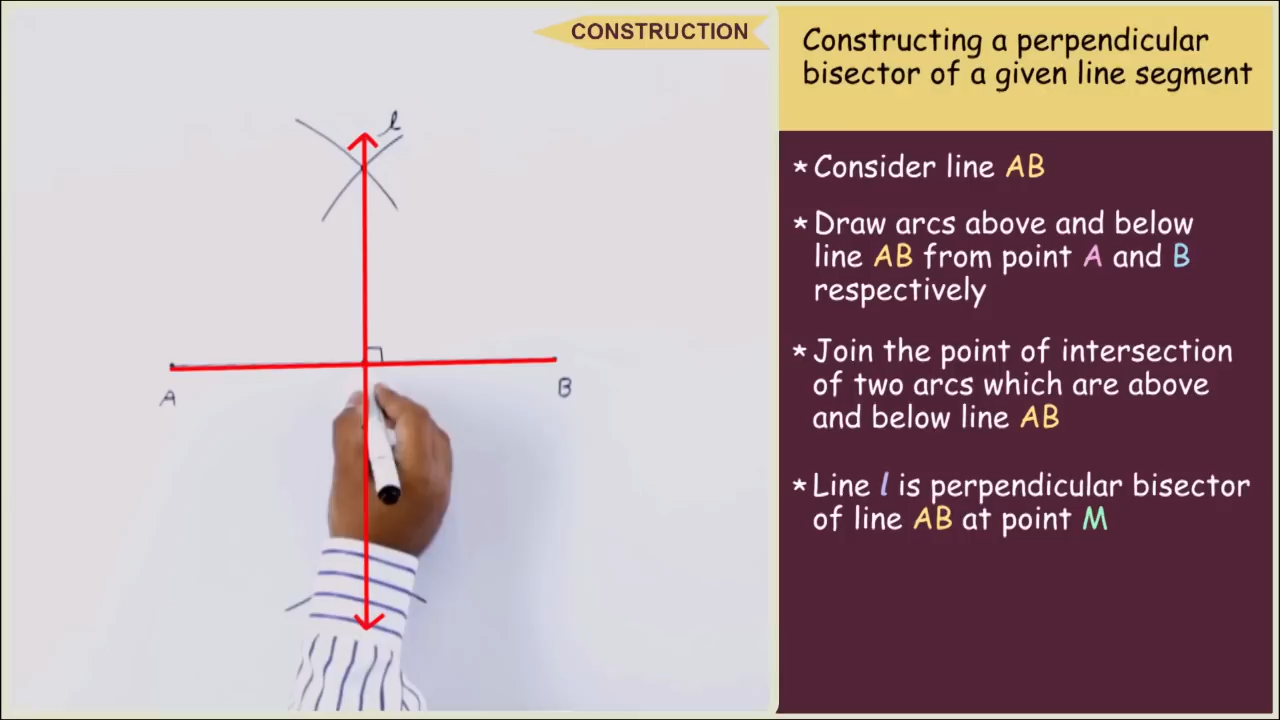 CONSTRUCTION
Constructing a perpendicular
bisector of a given line segment
* Consider line AB
* Draw arcs above and below
line AB from point A and B
respectively
* Join the point of intersection
of two arcs which are above
and below line AB
* Line l is perpendicular bisector
of line AB at point M
l
A
B